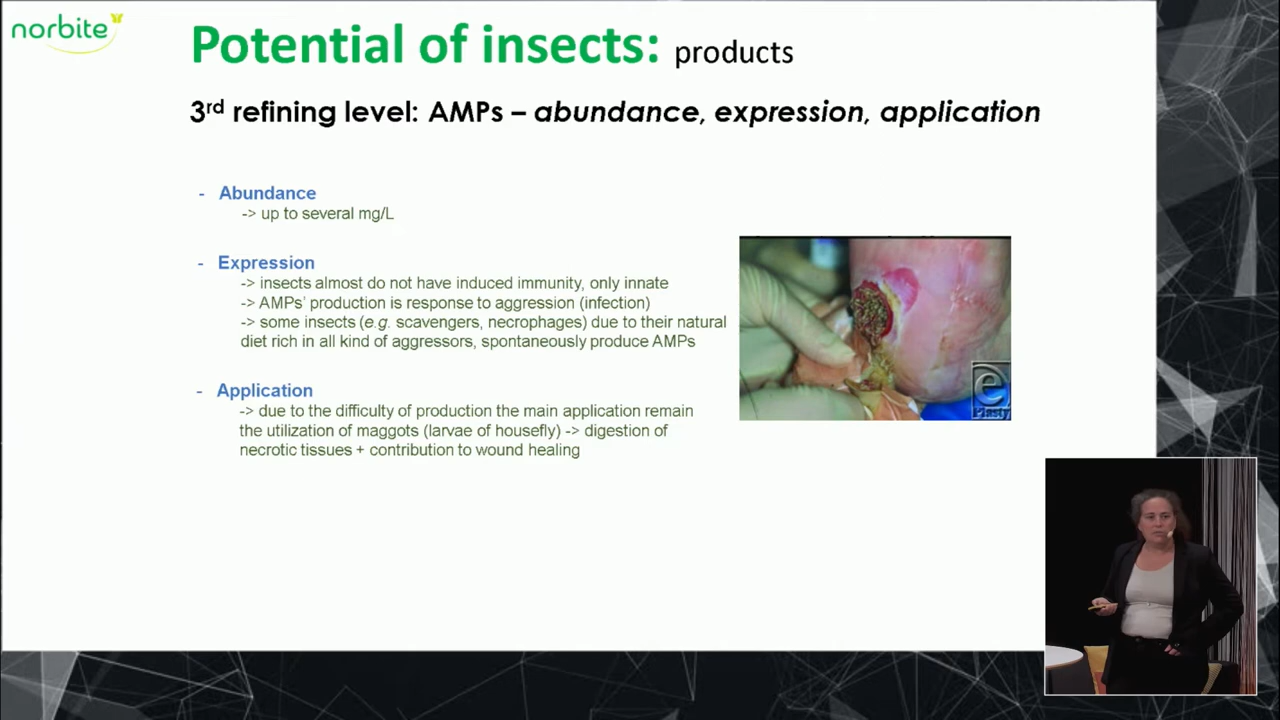 norbite
Potential of insects: products
3rd refining level: AMPs – abundance, expression, application
- Abundance
-> up to several mg/L
- Expression
-> insects almost do not have induced immunity, only innate
-> AMPs' production is response to aggression (infection)
-> some insects (e.g. scavengers, necrophages) due to their natural
diet rich in all kind of aggressors, spontaneously produce AMPs
- Application
-> due to the difficulty of production the main application remain
the utilization of maggots (larvae of housefly) -> digestion of
necrotic tissues + contribution to wound healing
e
Plasty